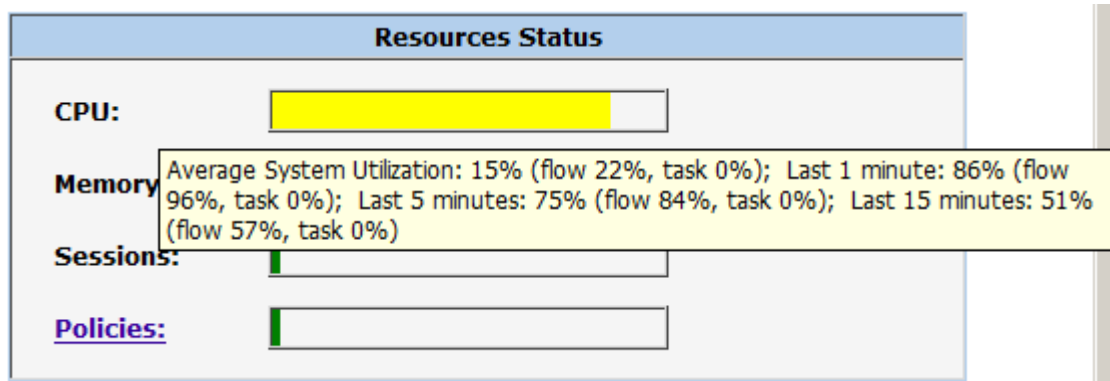 Resources Status
CPU:
Memory
Average System Utilization: 15% (flow 22%, task 0%);  Last 1 minute: 86% (flow
96%, task 0%);  Last 5 minutes: 75% (flow 84%, task 0%);  Last 15 minutes: 51%
(flow 57%, task 0%)
Sessions:
Policies: